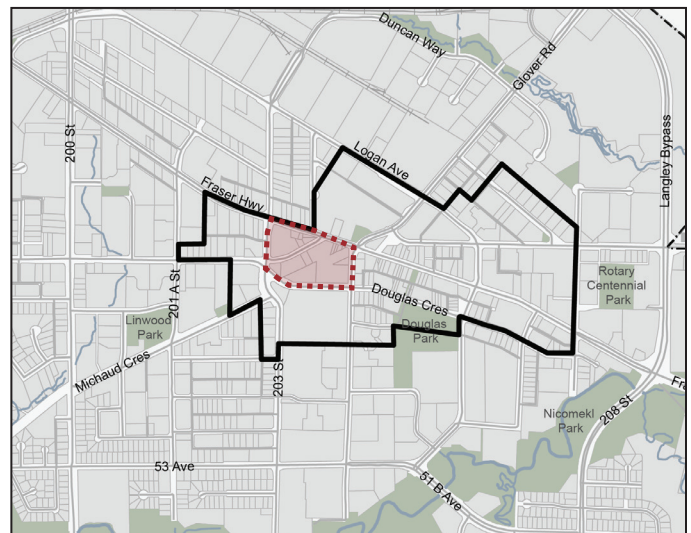 Duncan Way
Glover Rd
200 St
Logan Ave
Langley Bypass
Fraser Hwy
201 A St
Rotary
Centennial
Park
Douglas Cres
Douglas
Park
Linwood
Park
Michaud Cres
203 St
Fr
Nicomekl
Park
208 St
53 Ave
51 B Ave